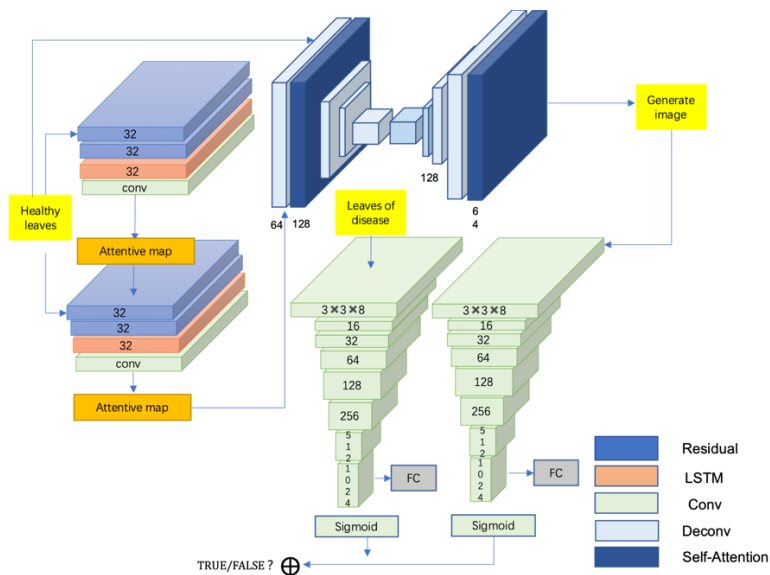 32
32
32
conv
Healthy
leaves
Attentive map
32
32
32
conv
Attentive map
64
128
128
6
4
Generate
image
Leaves of
disease
3✖3✖8
16
32
64
128
256
5
1
2
1
0
2
4
FC
Sigmoid
3✖3✖8
16
32
64
128
256
5
1
2
1
0
2
4
FC
Sigmoid
TRUE/FALSE ?
Residual
LSTM
Conv
Deconv
Self-Attention